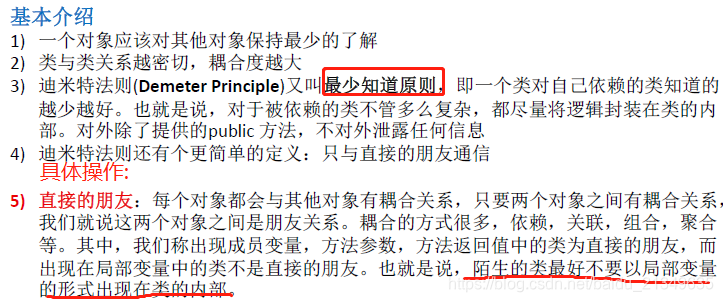 基本介绍
1) 一个对象应该对其他对象保持最少的了解
2) 类与类关系越密切，耦合度越大
3) 迪米特法则(Demeter Principle)又叫最少知道原则，即一个类对自己依赖的类知道的
越少越好。也就是说，对于被依赖的类不管多么复杂，都尽量将逻辑封装在类的内
部。对外除了提供的public 方法，不对外泄露任何信息
4) 迪米特法则还有个更简单的定义：只与直接的朋友通信
具体操作:
5) 直接的朋友：每个对象都会与其他对象有耦合关系，只要两个对象之间有耦合关系，
我们就说这两个对象之间是朋友关系。耦合的方式很多，依赖，关联，组合，聚合
等。其中，我们称出现成员变量，方法参数，方法返回值中的类为直接的朋友，而
出现在局部变量中的类不是直接的朋友。也就是说，陌生的类最好不要以局部变量
的形式出现在类的内部。